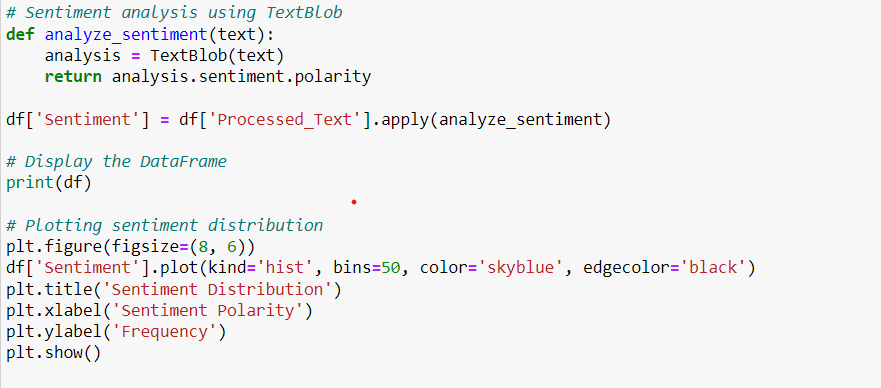 # Sentiment analysis using TextBlob
def analyze_sentiment(text):
    analysis = TextBlob(text)
    return analysis.sentiment.polarity

df['Sentiment'] = df['Processed_Text'].apply(analyze_sentiment)

# Display the DataFrame
print(df)

# Plotting sentiment distribution
plt.figure(figsize=(8, 6))
df['Sentiment'].plot(kind='hist', bins=50, color='skyblue', edgecolor='black')
plt.title('Sentiment Distribution')
plt.xlabel('Sentiment Polarity')
plt.ylabel('Frequency')
plt.show()